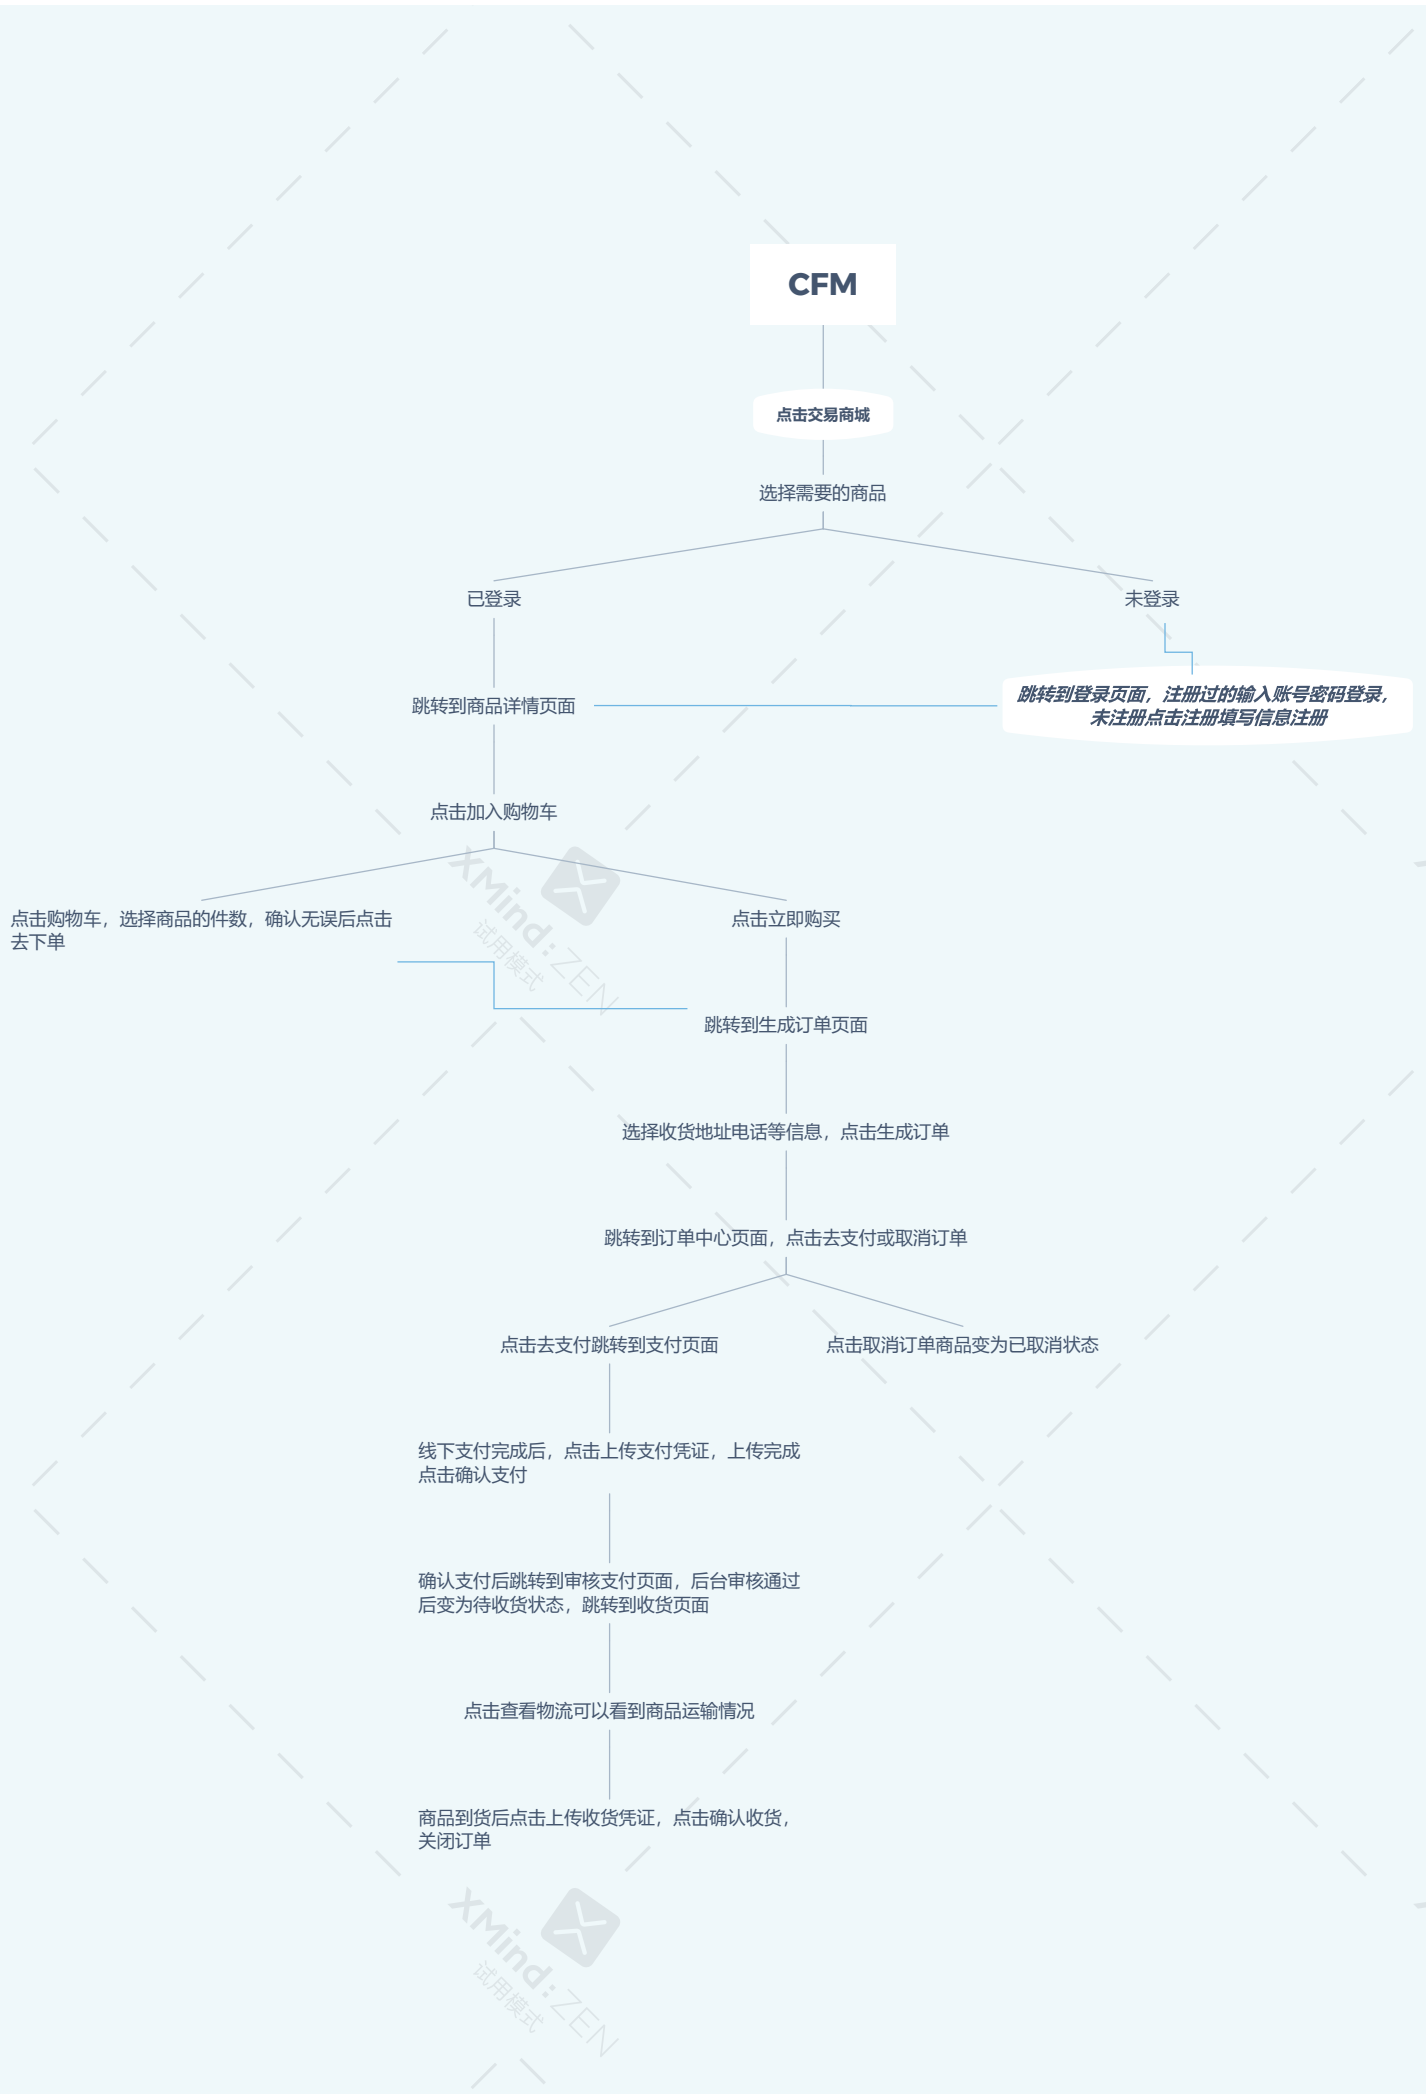 CFM
点击交易商城
选择需要的商品
已登录
未登录
跳转到商品详情页面
跳转到登录页面，注册过的输入账号密码登录，
未注册点击注册填写信息注册
点击加入购物车
点击购物车，选择商品的件数，确认无误后点击
去下单
点击立即购买
跳转到生成订单页面
选择收货地址电话等信息，点击生成订单
跳转到订单中心页面，点击去支付或取消订单
点击去支付跳转到支付页面
点击取消订单商品变为已取消状态
线下支付完成后，点击上传支付凭证，上传完成
点击确认支付
确认支付后跳转到审核支付页面，后台审核通过
后变为待收货状态，跳转到收货页面
点击查看物流可以看到商品运输情况
商品到货后点击上传收货凭证，点击确认收货，
关闭订单
XMind:ZEN
试用模式
XMind:ZEN
试用模式